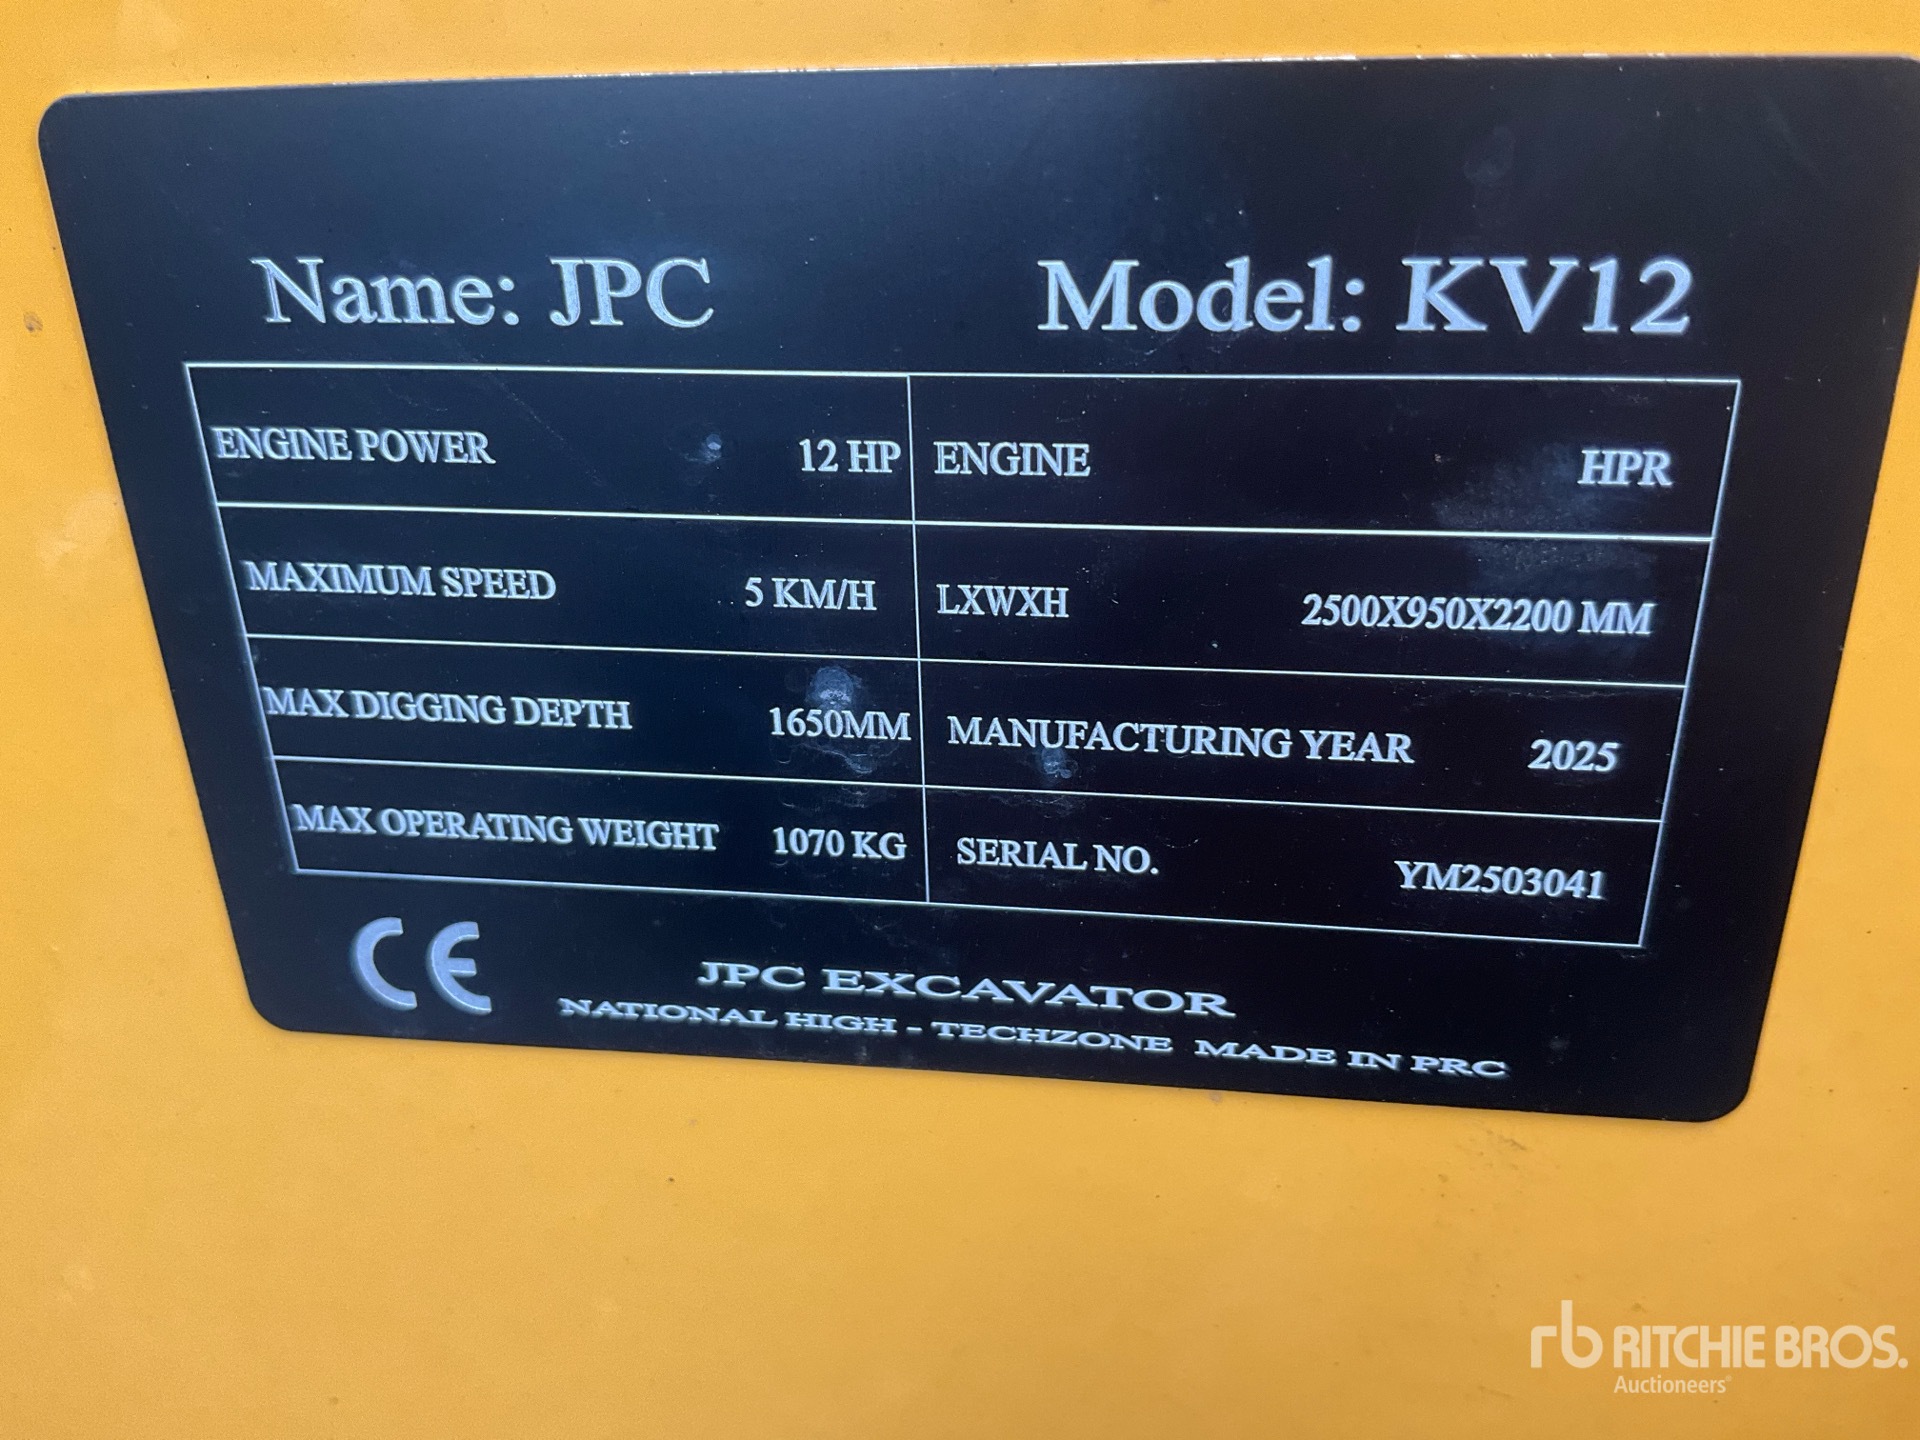 Name: JPC Model: KV12
ENGINE POWER 12 HP ENGINE HPR
MAXIMUM SPEED 5 KM/H LXWXH 2500X950X2200 MM
MAX DIGGING DEPTH 1650MM MANUFACTURING YEAR 2025
MAX OPERATING WEIGHT 1070 KG SERIAL NO. YM2503041
CE JPC EXCAVATOR
NATIONAL HIGH - TECHZONE MADE IN PRC
rb RITCHIE BROS.
Auctioneers